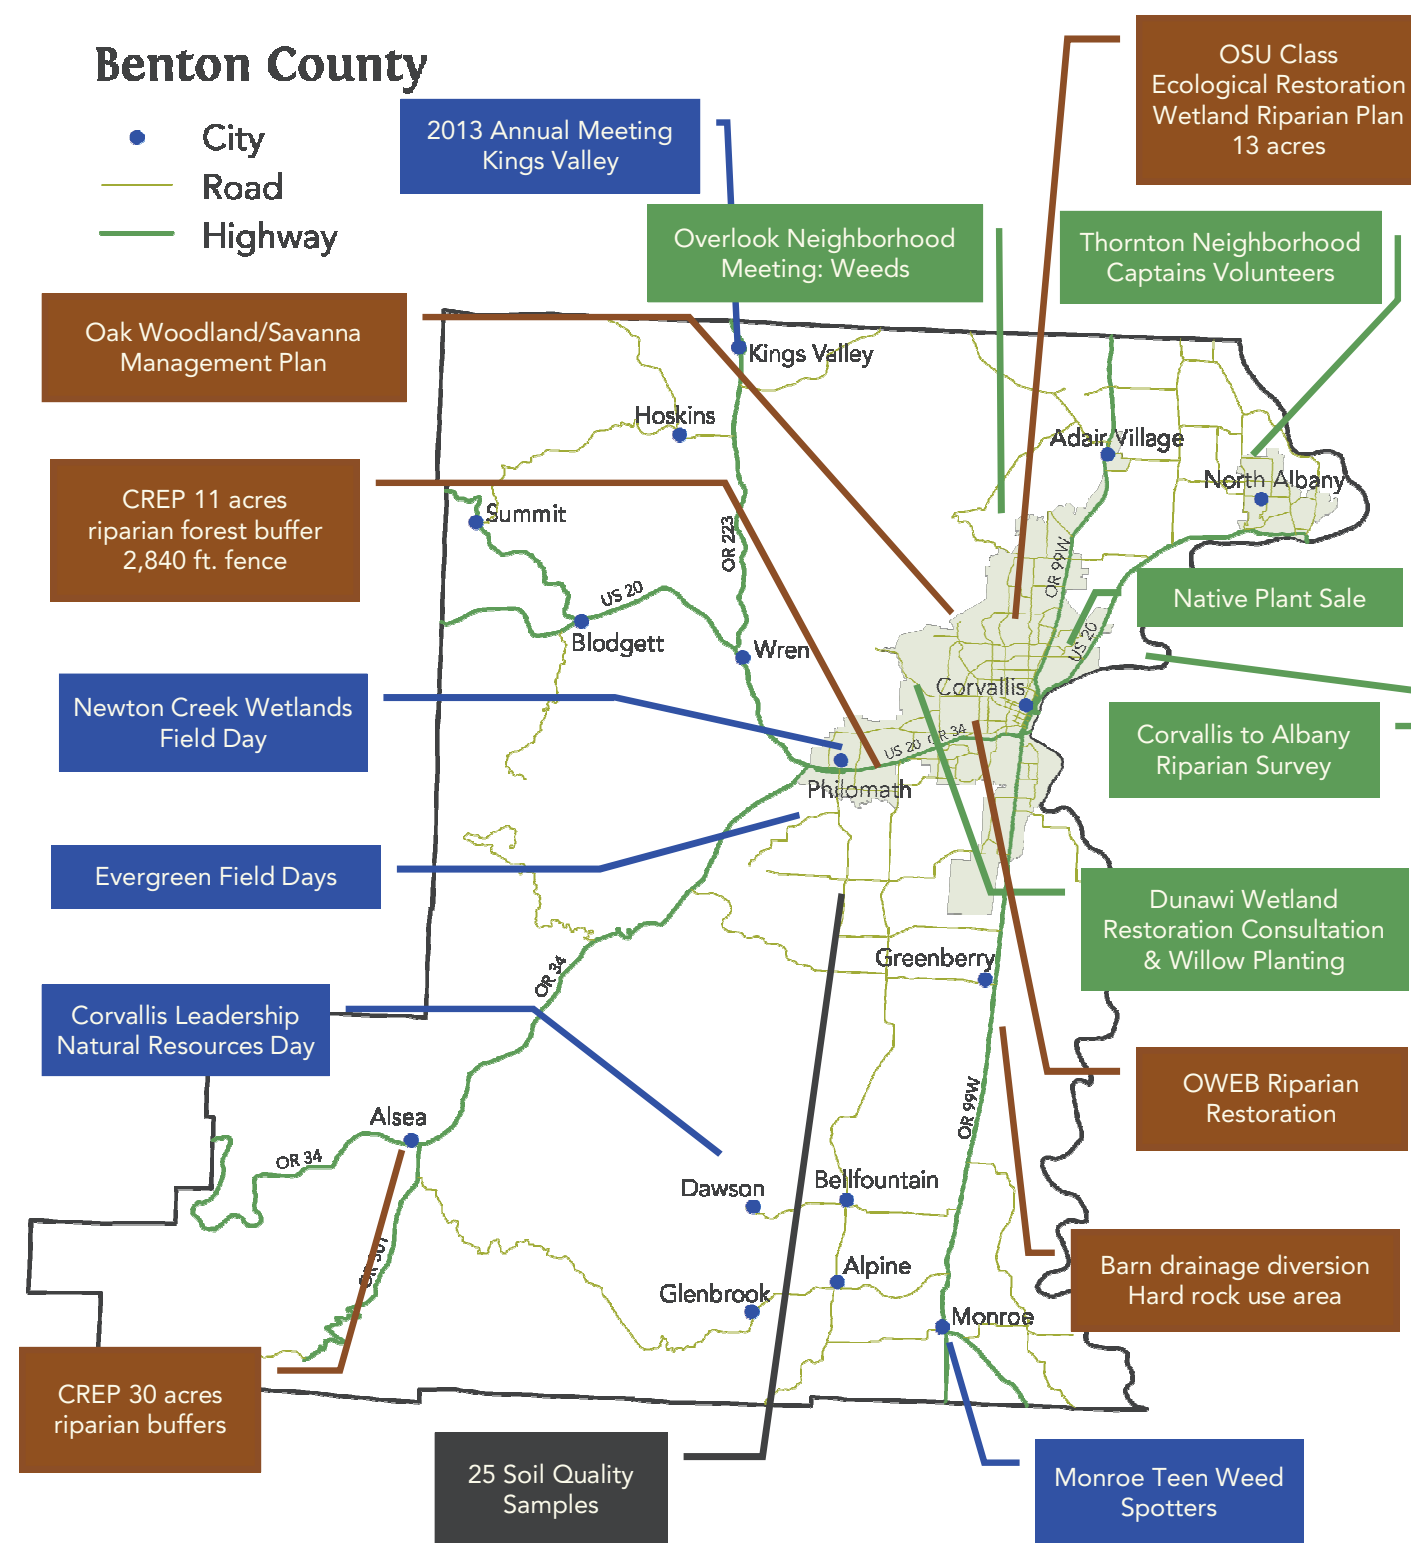 Benton County
City
Road
Highway
2013 Annual Meeting
Kings Valley
OSU Class
Ecological Restoration
Wetland Riparian Plan
13 acres
Overlook Neighborhood
Meeting: Weeds
Thornton Neighborhood
Captains Volunteers
Oak Woodland/Savanna
Management Plan
Kings Valley
Hoskins
Adair Village
North Albany
CREP 11 acres
riparian forest buffer
2,840 ft. fence
Summit
OR 223
OR 99W
US 20
Native Plant Sale
Blodgett
Wren
US 20
Corvallis
Newton Creek Wetlands
Field Day
US 20 OR 34
Corvallis to Albany
Riparian Survey
Philomath
Evergreen Field Days
Dunawi Wetland
Restoration Consultation
& Willow Planting
Greenberry
OR 34
Corvallis Leadership
Natural Resources Day
OR 99W
OWEB Riparian
Restoration
Alsea
OR 34
Dawson
Bellfountain
Barn drainage diversion
Hard rock use area
Alpine
Glenbrook
Monroe
CREP 30 acres
riparian buffers
25 Soil Quality
Samples
Monroe Teen Weed
Spotters